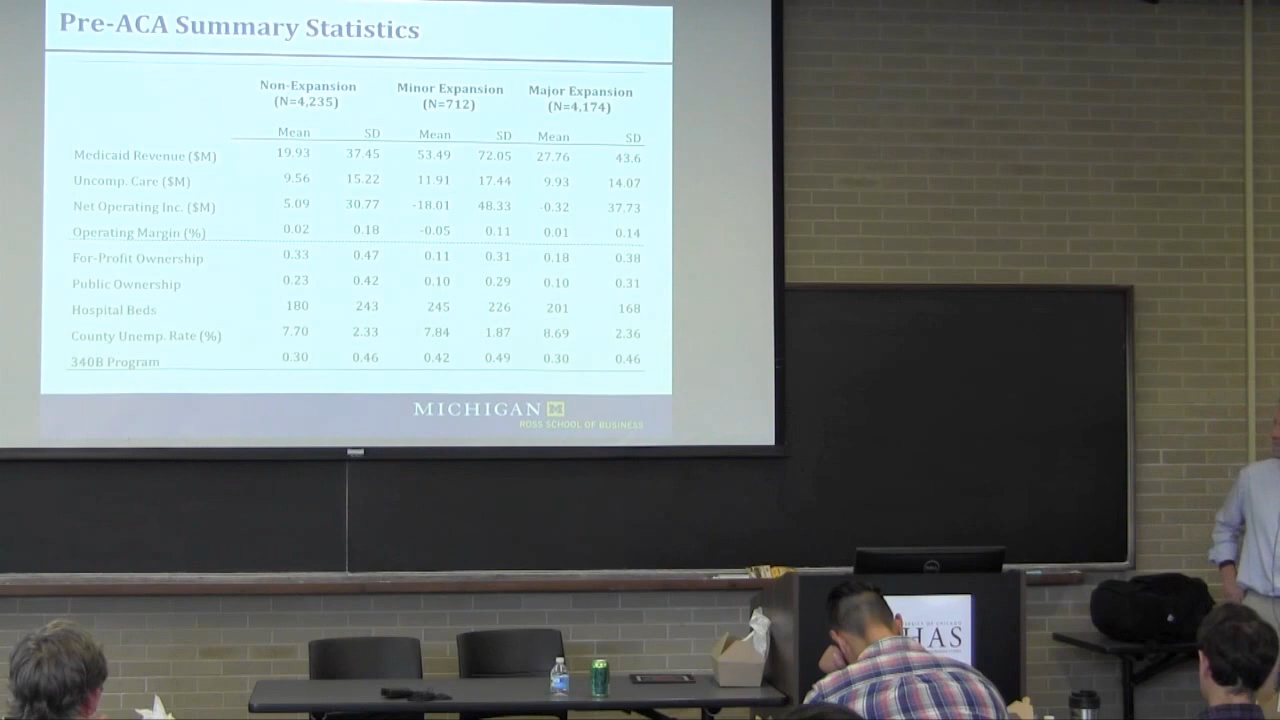 Pre-ACA Summary Statistics
Non-Expansion Minor Expansion Major Expansion
(N=4,235) (N=712) (N=4,174)
Mean SD Mean SD Mean SD
Medicaid Revenue ($M) 19.93 37.45 53.49 72.05 27.76 43.6
Uncomp. Care ($M) 9.56 15.22 11.91 17.44 9.93 14.07
Net Operating Inc. ($M) 5.09 30.77 -18.01 48.33 -0.32 37.73
Operating Margin (%) 0.02 0.18 -0.05 0.11 0.01 0.14
For-Profit Ownership 0.33 0.47 0.11 0.31 0.18 0.38
Public Ownership 0.23 0.42 0.10 0.29 0.10 0.31
Hospital Beds 180 243 245 226 201 168
County Unemp. Rate (%) 7.70 2.33 7.84 1.87 8.69 2.36
340B Program 0.30 0.46 0.42 0.49 0.30 0.46
MICHIGAN
ROSS SCHOOL OF BUSINESS
DELL
OF CHICAGO
HAS